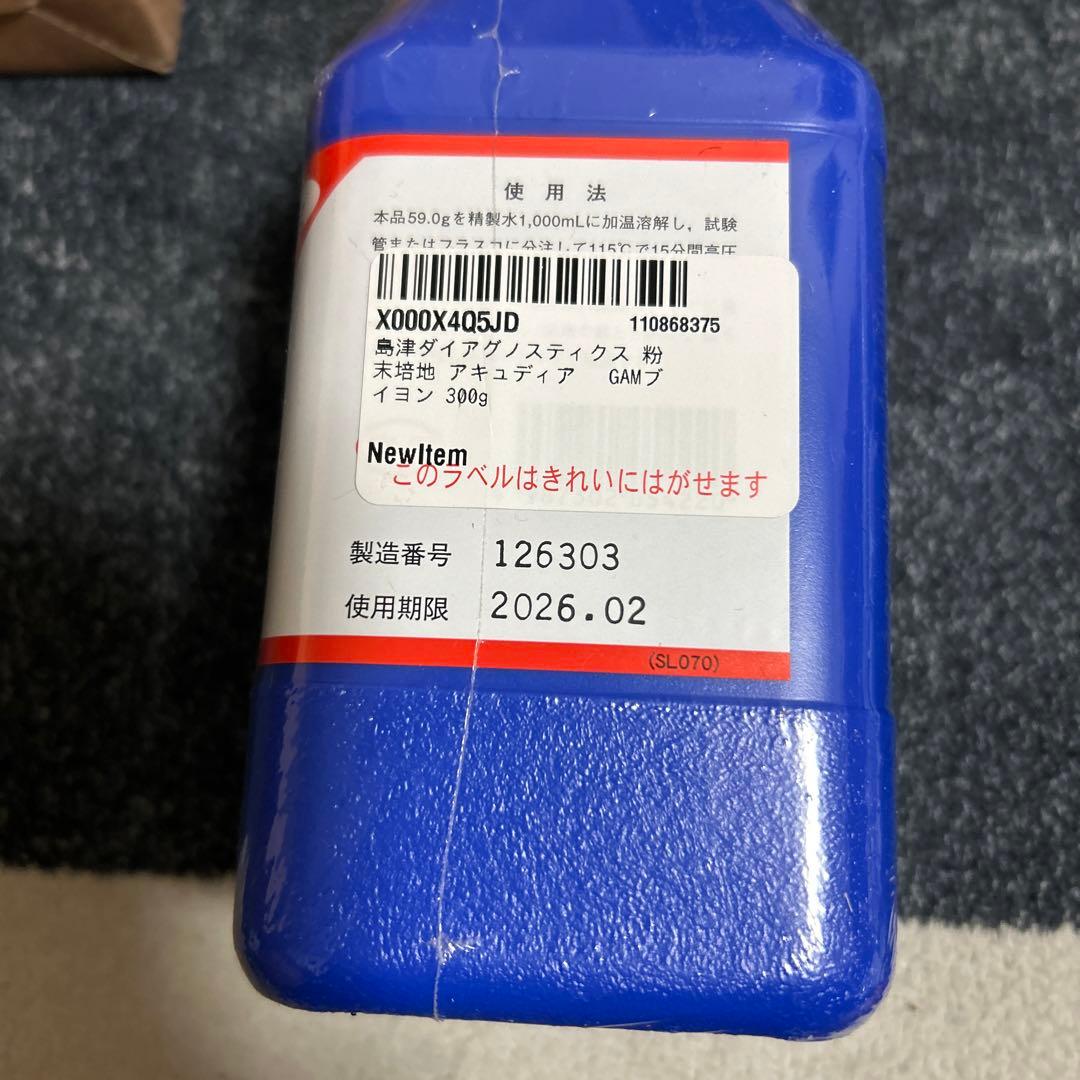 使用法
本品59.0gを精製水1,000mLに加温溶解し，試験
管またはフラスコに分注して115℃で15分間高圧
X000X4Q5JD 110868375
島津ダイアグノスティクス 粉
末培地 アキュディア GAMブ
イヨン 300g
NewItem
このラベルはきれいにはがせます
製造番号 126303
使用期限 2026.02
(SL070)